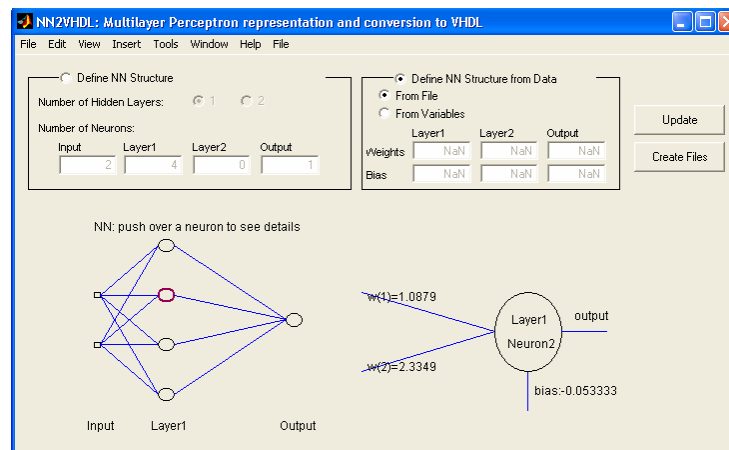 NN2VHDL: Multilayer Perceptron representation and conversion to VHDL
File Edit View Insert Tools Window Help File
Define NN Structure
Number of Hidden Layers: 1 2
Number of Neurons:
Input Layer1 Layer2 Output
2 4 0 1
Define NN Structure from Data
From File
From Variables
Layer1 Layer2 Output
Weights NaN NaN NaN
Bias NaN NaN NaN
Update
Create Files
NN: push over a neuron to see details
Input Layer1 Output
w(1)=1.0879
w(2)=2.3349
Layer1
Neuron2
output
bias:-0.053333